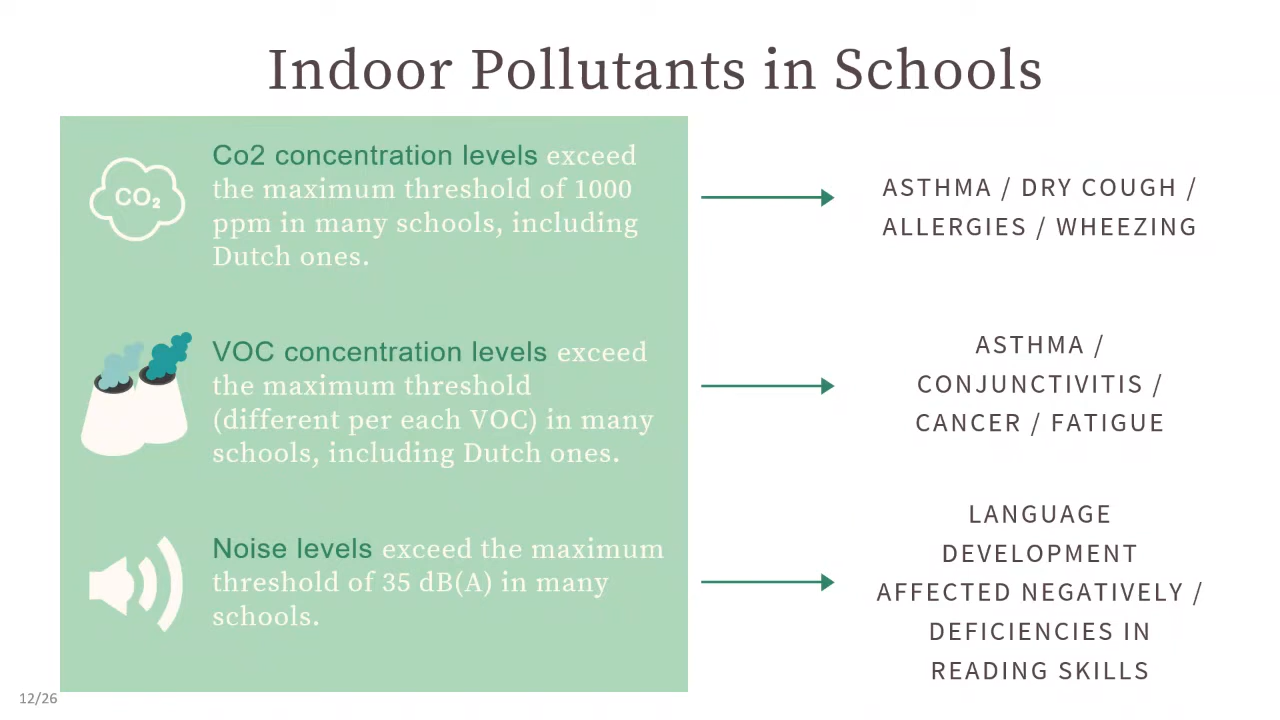 Indoor Pollutants in Schools
CO₂
Co2 concentration levels exceed
the maximum threshold of 1000
ppm in many schools, including
Dutch ones.
ASTHMA / DRY COUGH /
ALLERGIES / WHEEZING
VOC concentration levels exceed
the maximum threshold
(different per each VOC) in many
schools, including Dutch ones.
ASTHMA /
CONJUNCTIVITIS /
CANCER / FATIGUE
Noise levels exceed the maximum
threshold of 35 dB(A) in many
schools.
LANGUAGE
DEVELOPMENT
AFFECTED NEGATIVELY /
DEFICIENCIES IN
READING SKILLS
12/26